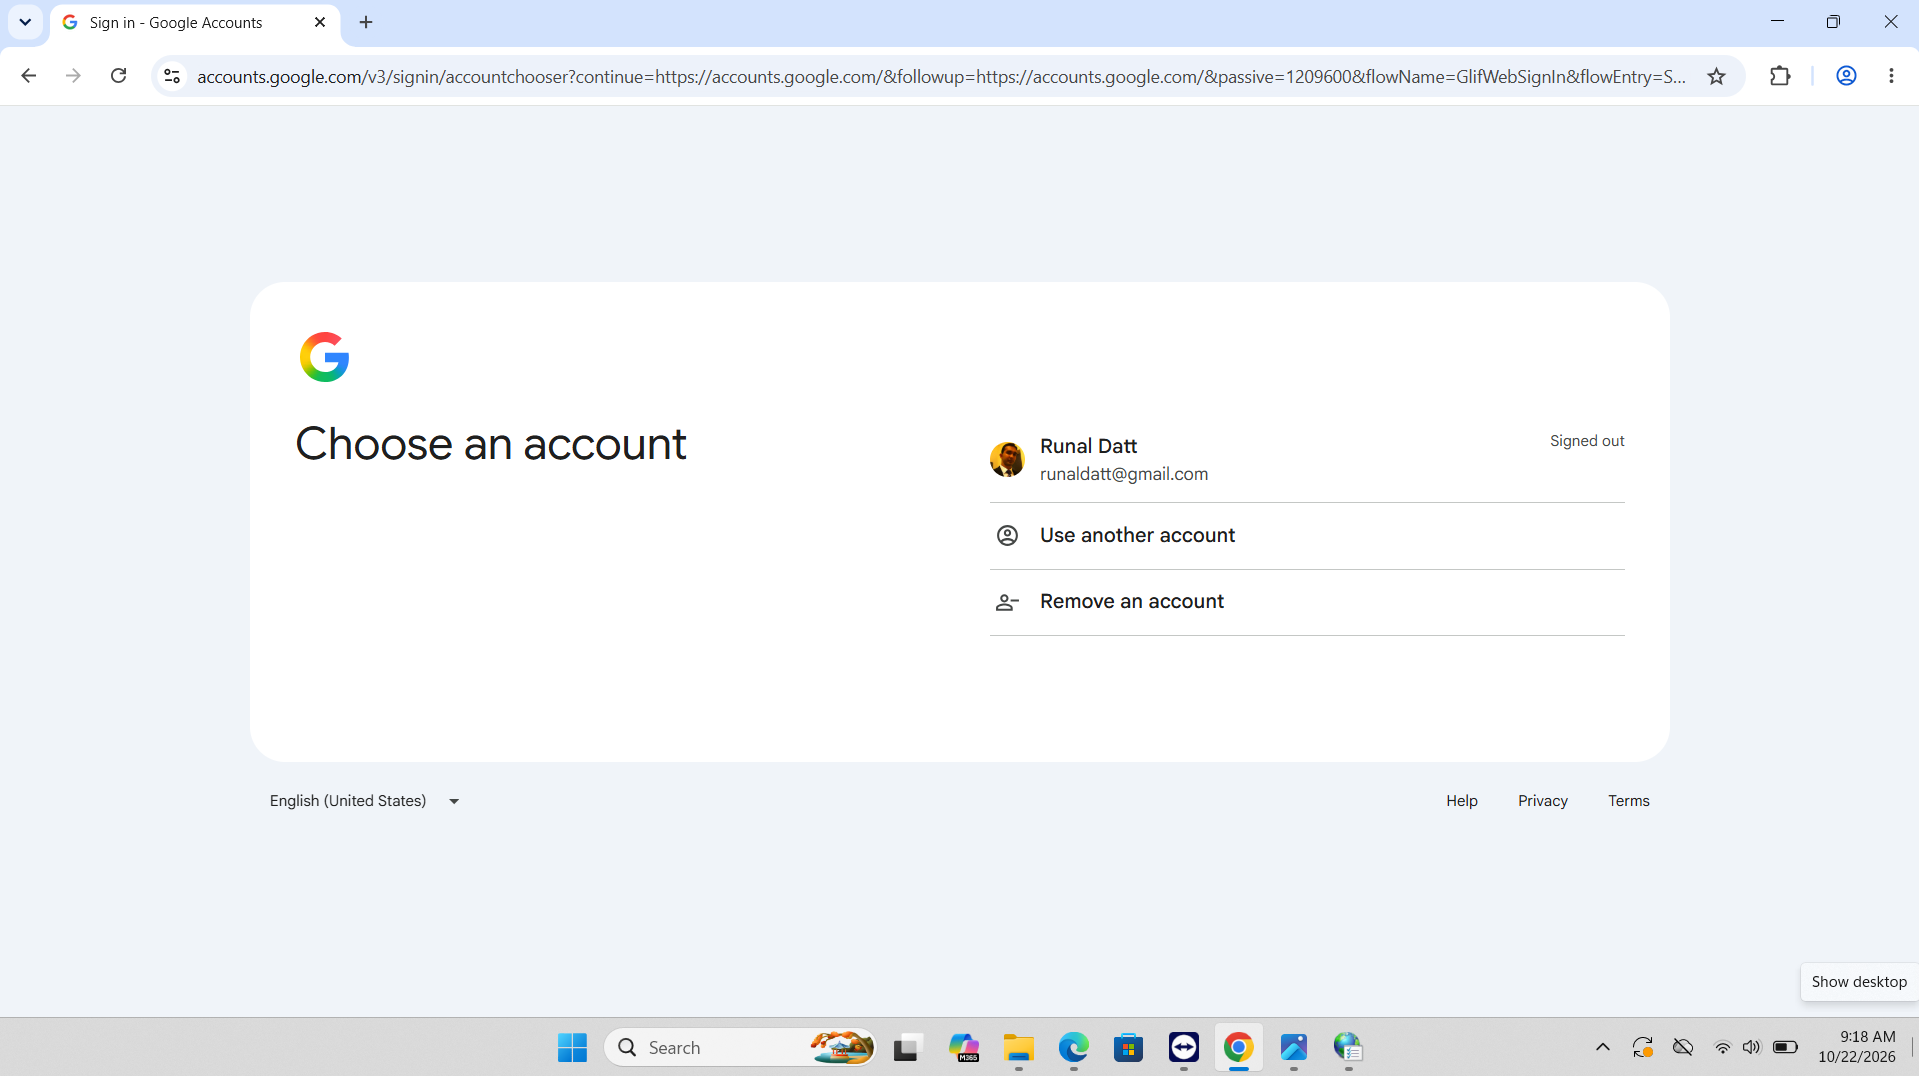 Sign in - Google Accounts
accounts.google.com/v3/signin/accountchooser?continue=https://accounts.google.com/&followup=https://accounts.google.com/&passive=1209600&flowName=GlifWebSignIn&flowEntry=S...
Choose an account
Runal Datt
runaldatt@gmail.com
Signed out
Use another account
Remove an account
English (United States)
Help
Privacy
Terms
Show desktop
Search
M365
9:18 AM
10/22/2026